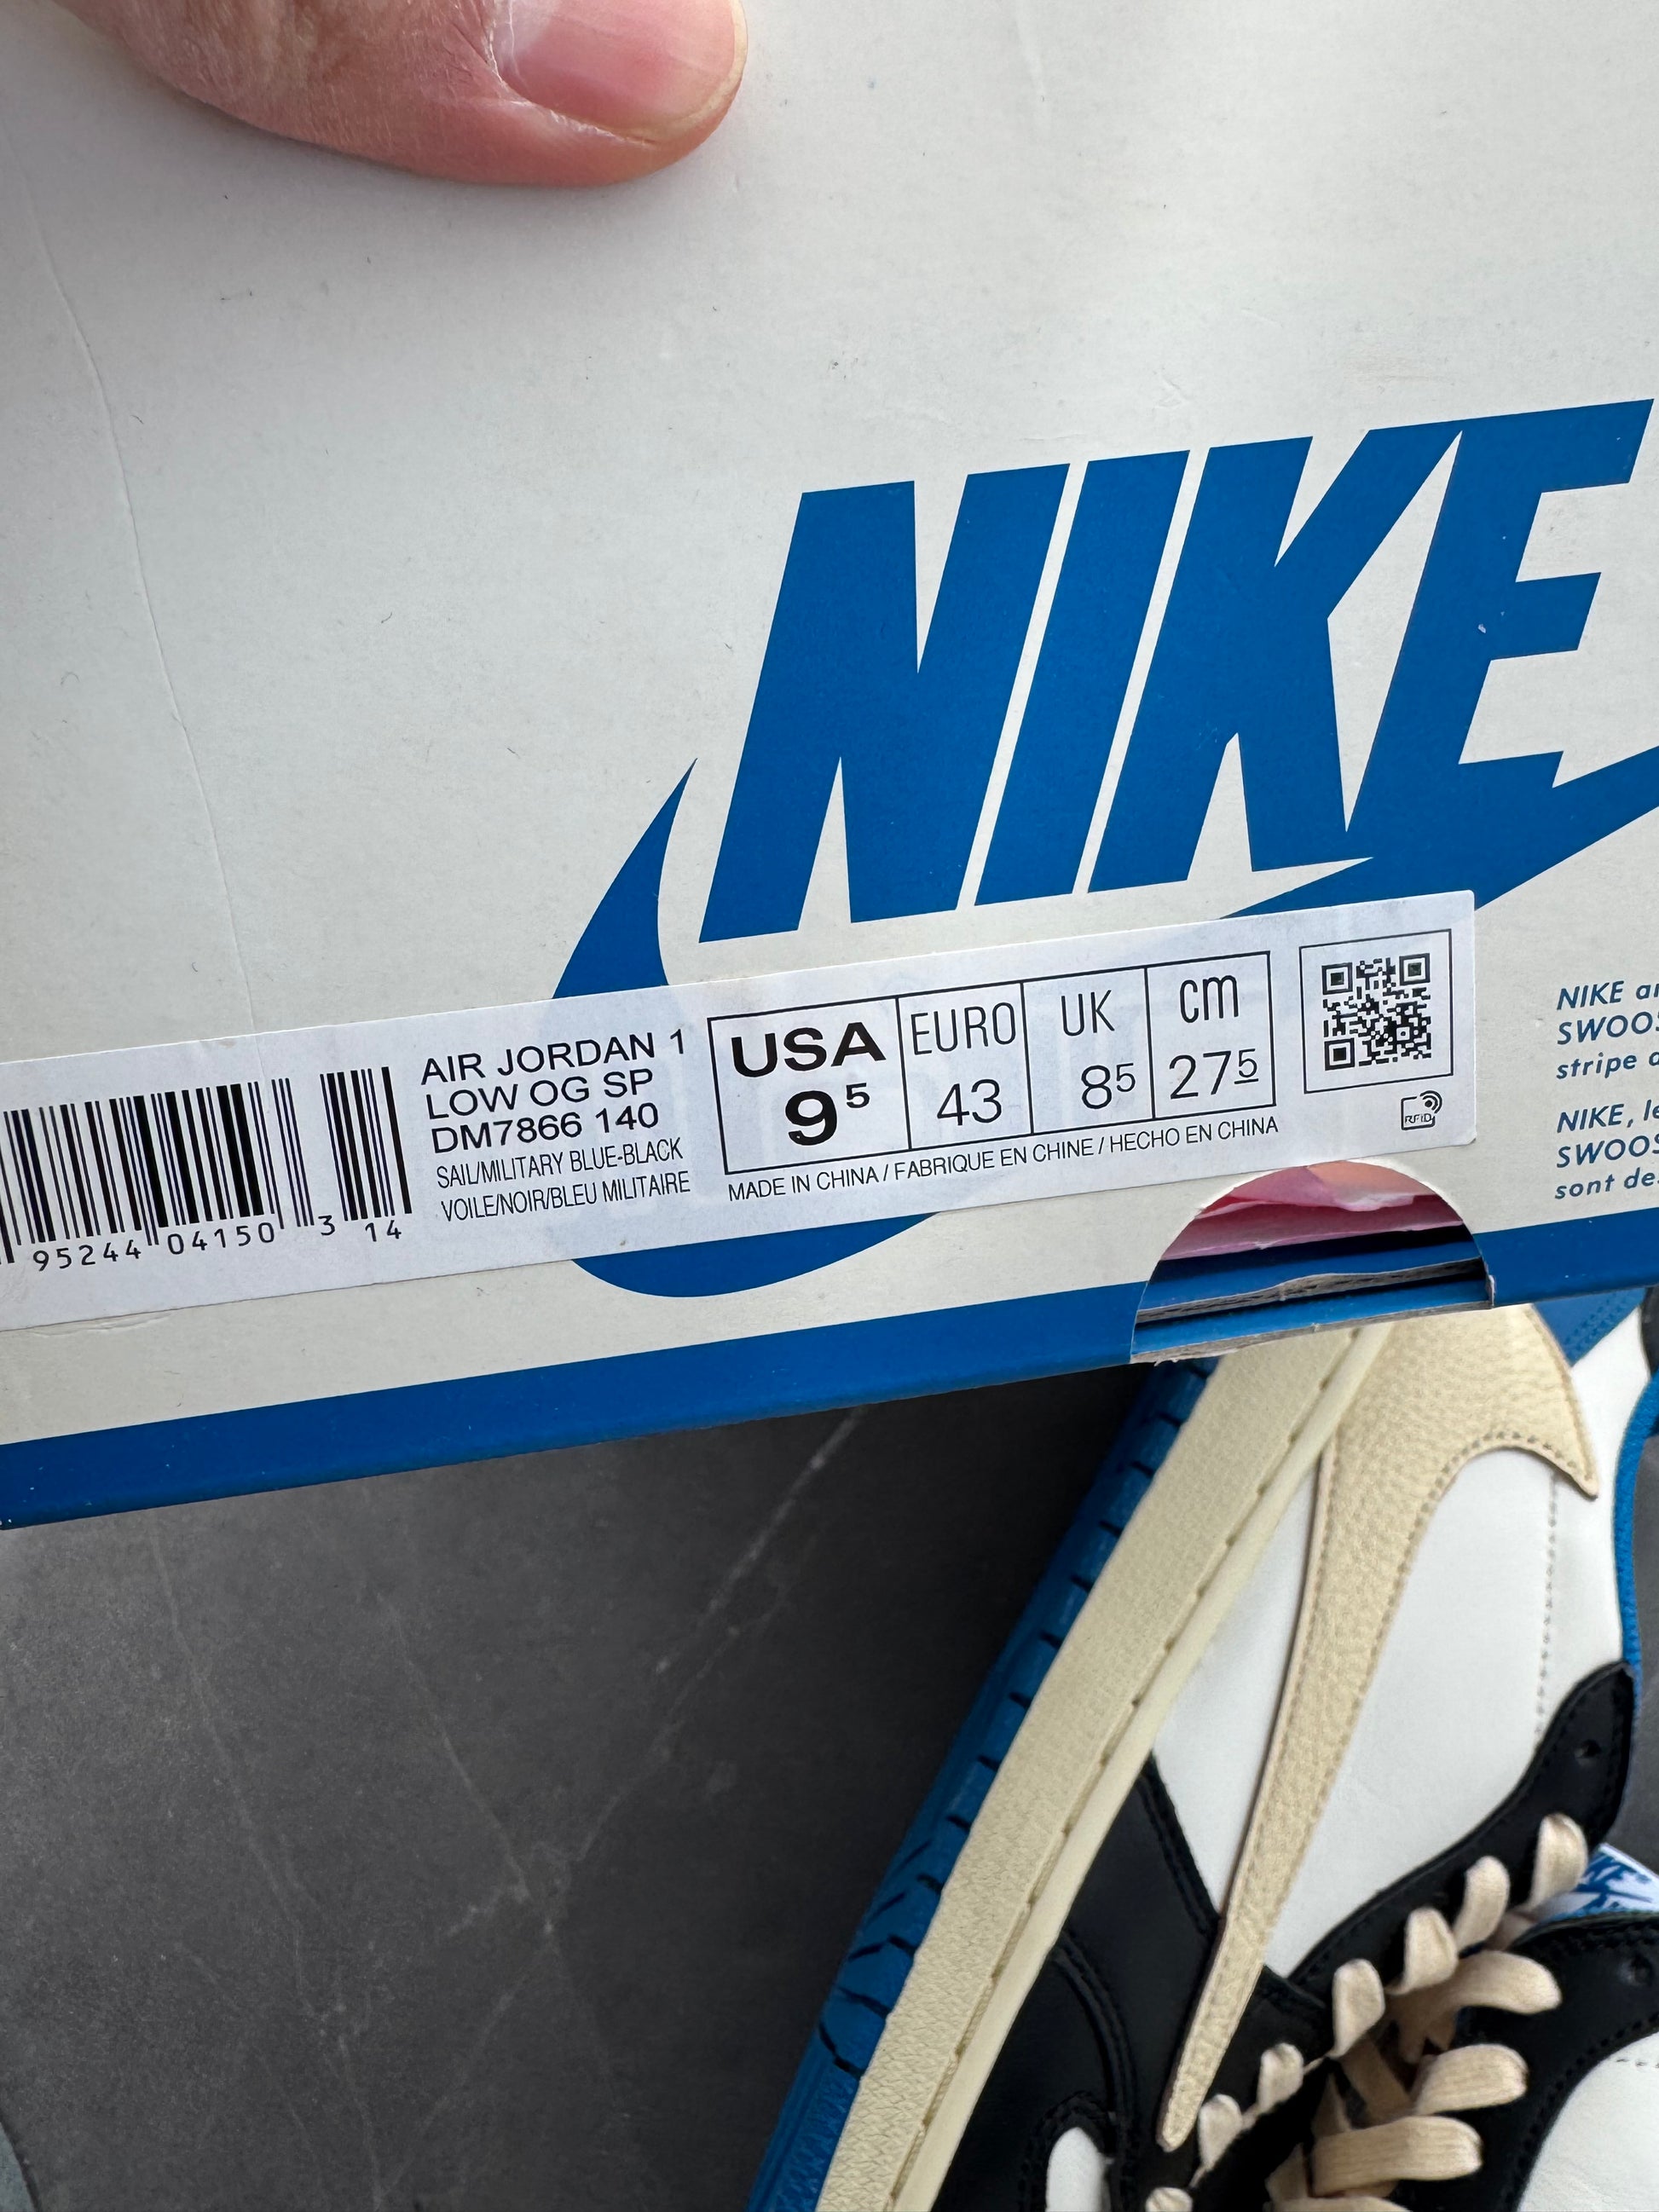 NIKE
AIR JORDAN 1
LOW OG SP
DM7866 140
SAIL/MILITARY BLUE-BLACK
VOILE/NOIR/BLEU MILITAIRE
95244 04150 3 14
USA EURO UK cm
9 5 43 8 5 27 5
MADE IN CHINA / FABRIQUE EN CHINE / HECHO EN CHINA
RFID
NIKE
SWOOS
stripe
NIKE, le
SWOOS
sont